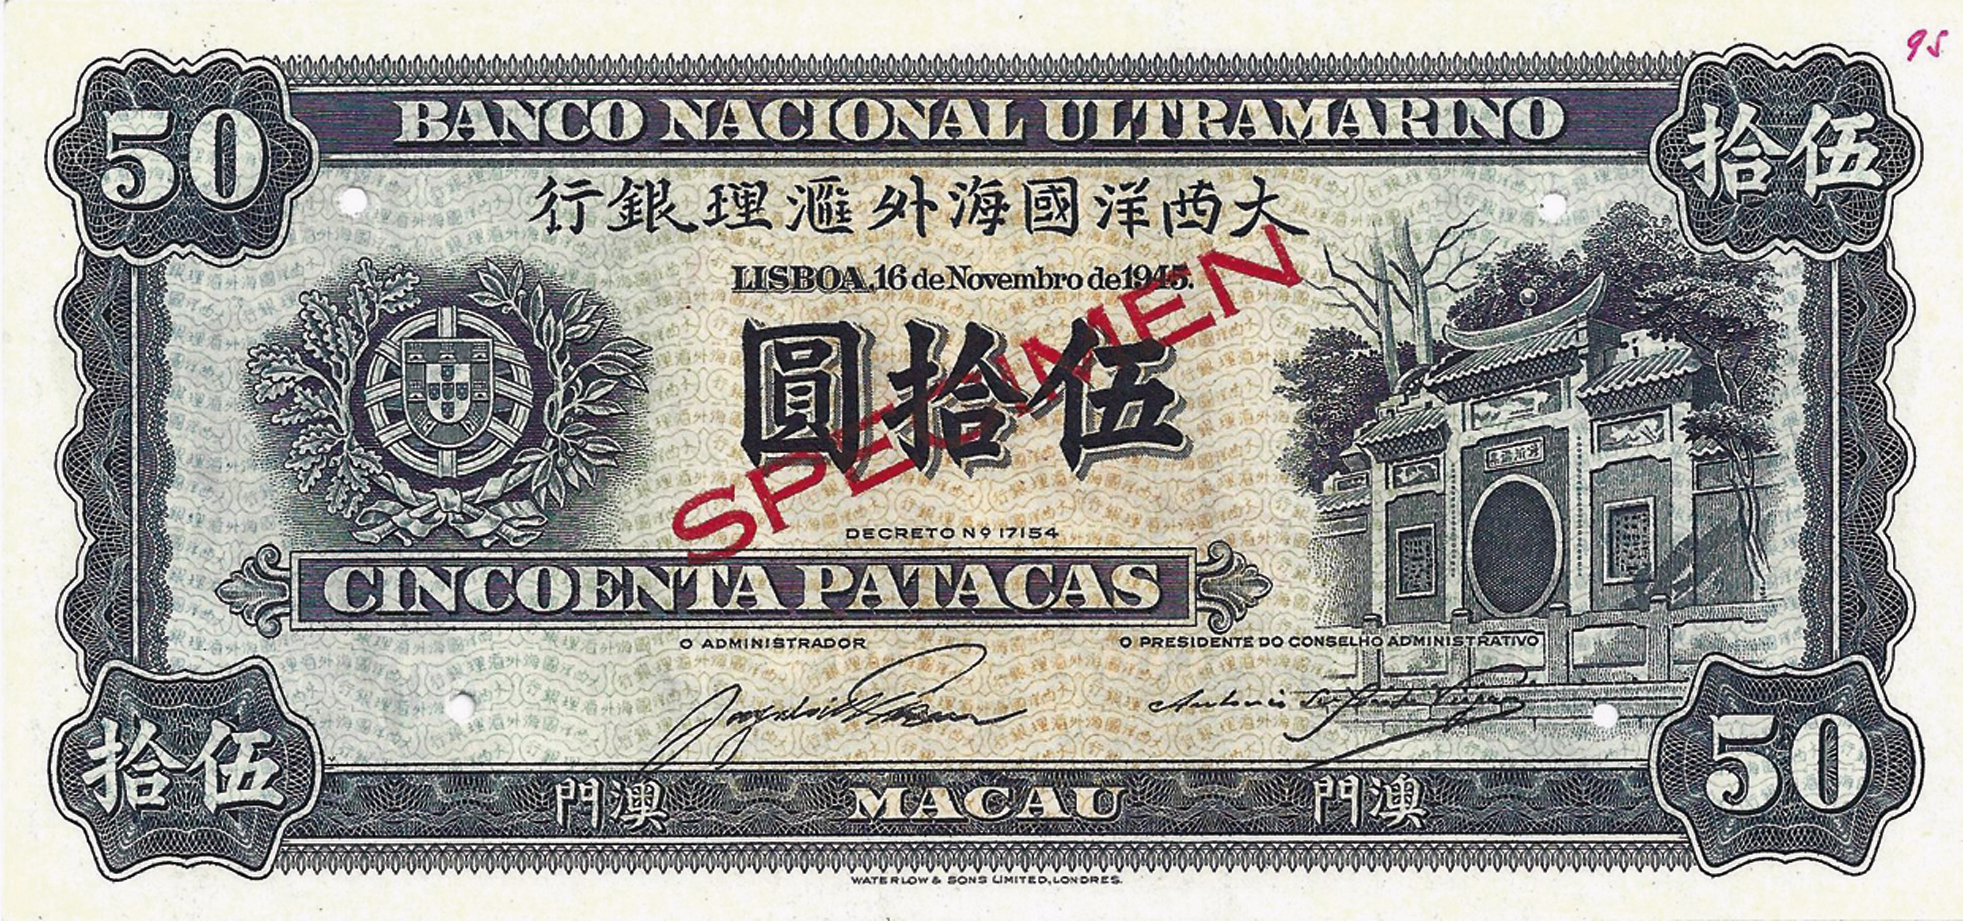 95
50
BANCO NACIONAL ULTRAMARINO
伍拾
大西洋國海外滙理銀行
LISBOA, 16 de Novembro de 1945.
伍拾圓
SPECIMEN
DECRETO Nº 17154
CINCOENTA PATACAS
O ADMINISTRADOR
O PRESIDENTE DO CONSELHO ADMINISTRATIVO
伍拾
澳門
MACAU
澳門
50
WATERLOW & SONS LIMITED, LONDRES.